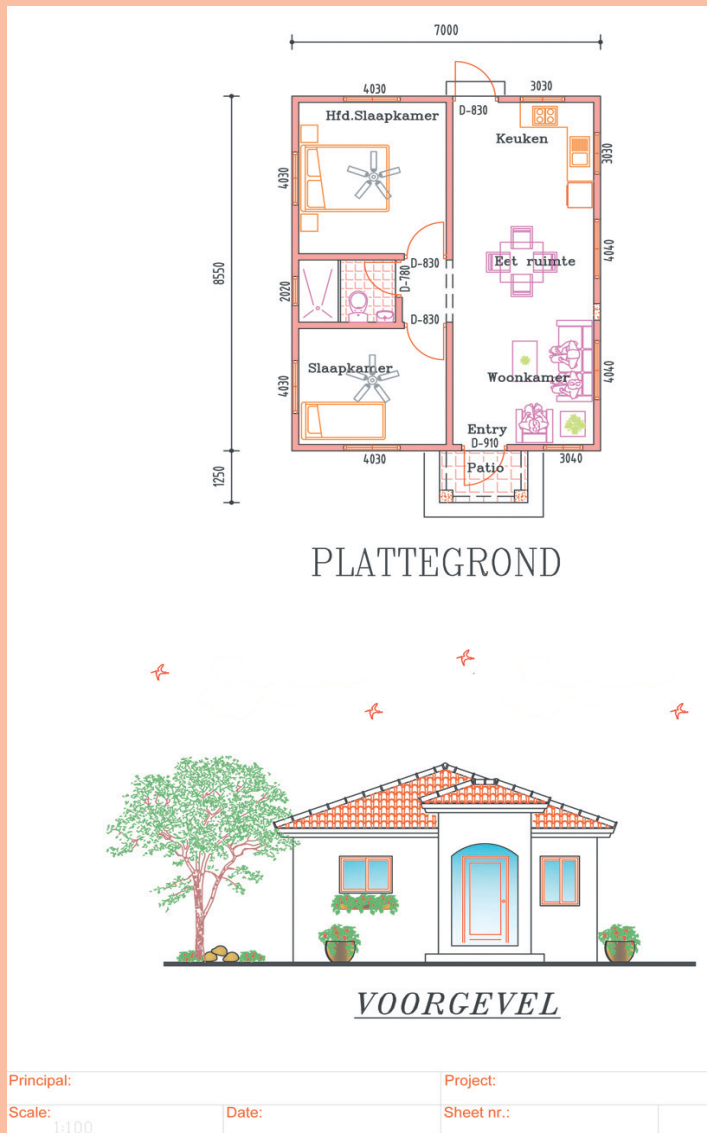 7000
4030
3030
D-830
Hfd.Slaapkamer
Keuken
4030
3030
8550
D-830
Eet ruimte
4040
D-780
2020
D-830
Slaapkamer
Woonkamer
4030
4040
Entry
D-910
4030
3040
Patio
1250
PLATTEGROND
VOORGEVEL
Principal:
Project:
Scale:
1:100
Date:
Sheet nr.: